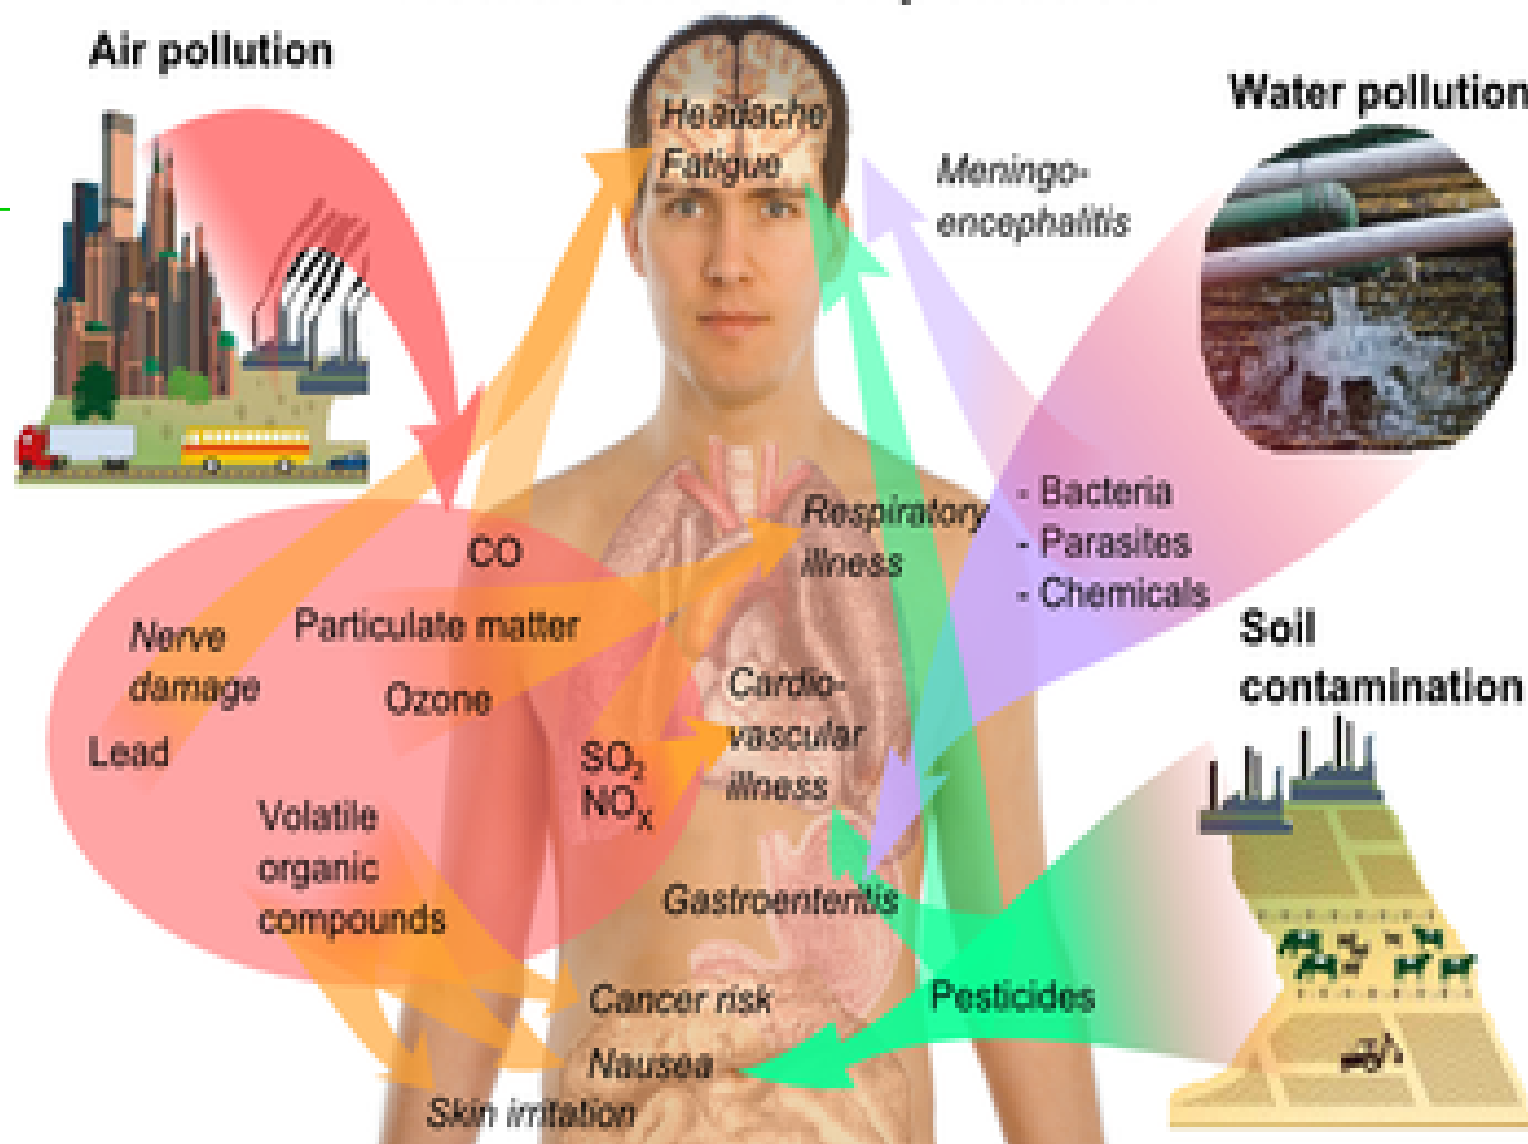 Air pollution
Water pollution
Headache
Fatigue
Meningo-
encephalitis
Respiratory
illness
- Bacteria
- Parasites
- Chemicals
CO
Nerve
damage
Particulate matter
Ozone
Lead
Soil
contamination
Cardio-
vascular
illness
SO₂
NOₓ
Volatile
organic
compounds
Gastroenteritis
Cancer risk
Pesticides
Nausea
Skin irritation